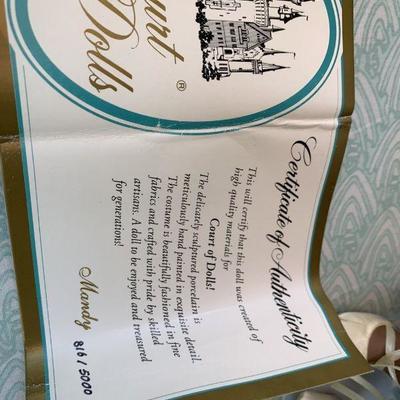 urt
Dolls
®
Certificate of Authenticity
This will certify that this doll was created of
high quality materials for
Court of Dolls!
The delicately sculptured porcelain is
meticulously hand painted in exquisite detail.
The costume is beautifully fashioned in fine
fabrics and crafted with pride by skilled
artisans. A doll to be enjoyed and treasured
for generations!
Mandy
816/5000